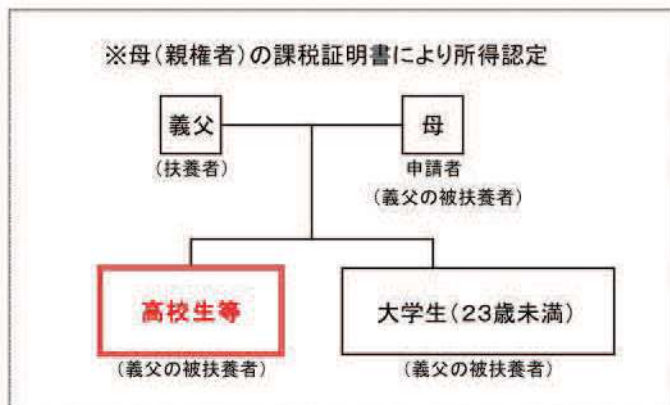 ※母(親権者)の課税証明書により所得認定
義父
母
(扶養者)
申請者
(義父の被扶養者)
高校生等
大学生(23歳未満)
(義父の被扶養者)
(義父の被扶養者)